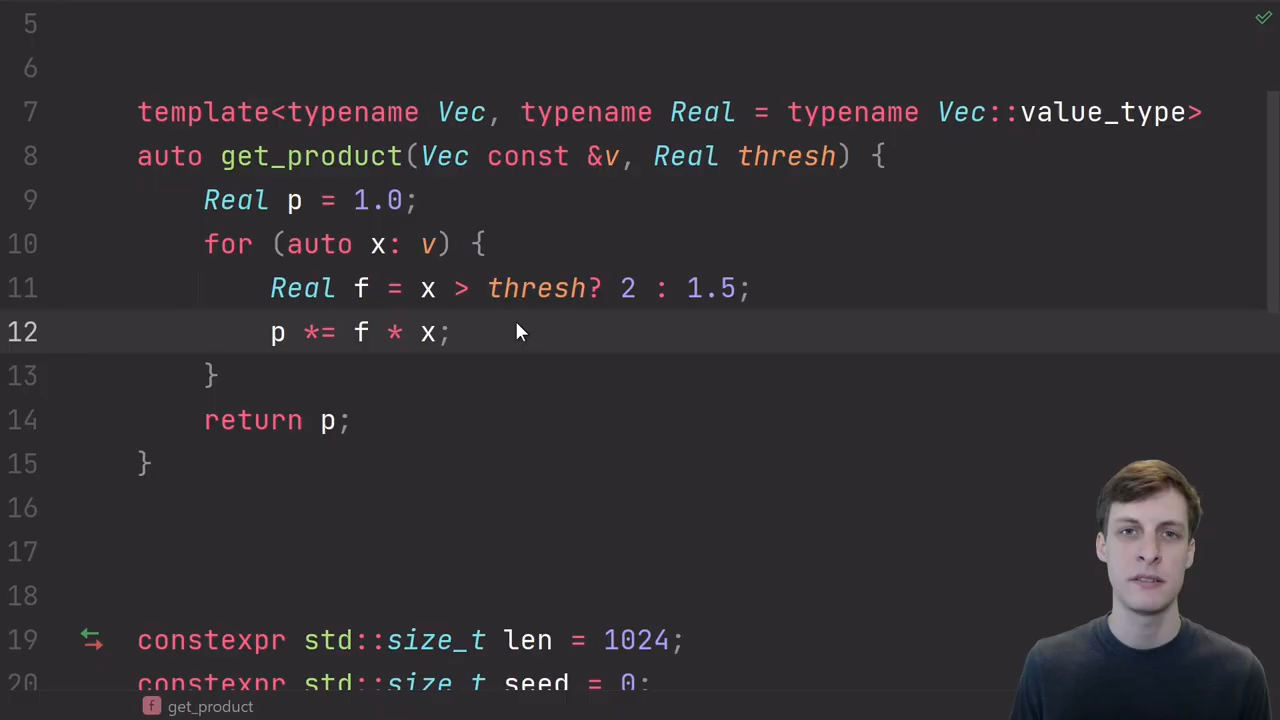 5
6
7 template<typename Vec, typename Real = typename Vec::value_type>
8 auto get_product(Vec const &v, Real thresh) {
9 Real p = 1.0;
10 for (auto x: v) {
11 Real f = x > thresh? 2 : 1.5;
12 p *= f * x;
13 }
14 return p;
15 }
16
17
18
19 constexpr std::size_t len = 1024;
20 constexpr std::size_t seed = 0;
f get_product